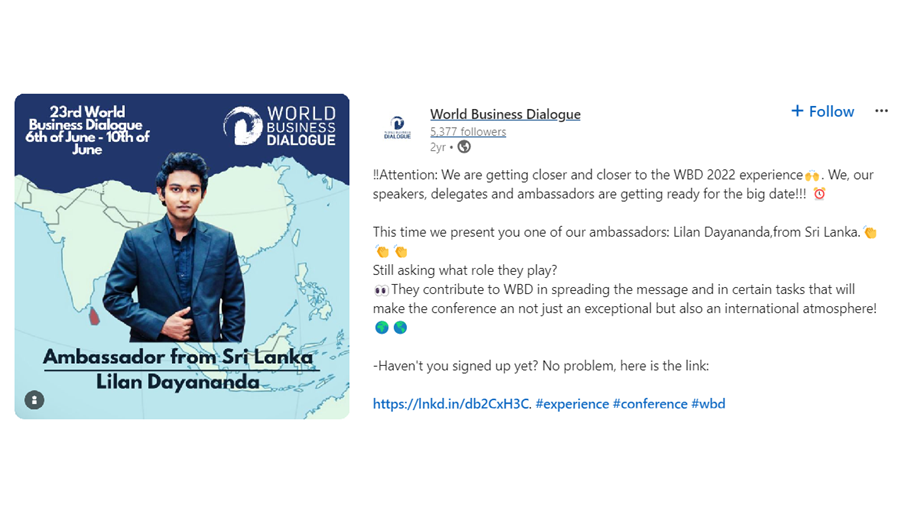 23rd World
Business Dialogue
6th of June - 10th of
June
WORLD
BUSINESS
DIALOGUE
Ambassador from Sri Lanka
Lilan Dayananda
DIALOGUE
World Business Dialogue
5,377 followers
2yr •
+ Follow
•••
‼Attention: We are getting closer and closer to the WBD 2022 experience🙌. We, our
speakers, delegates and ambassadors are getting ready for the big date!!! ⏰
This time we present you one of our ambassadors: Lilan Dayananda,from Sri Lanka.👏
👏👏
Still asking what role they play?
👀They contribute to WBD in spreading the message and in certain tasks that will
make the conference an not just an exceptional but also an international atmosphere!
🌍🌎
-Haven't you signed up yet? No problem, here is the link:
https://lnkd.in/db2CxH3C. #experience #conference #wbd